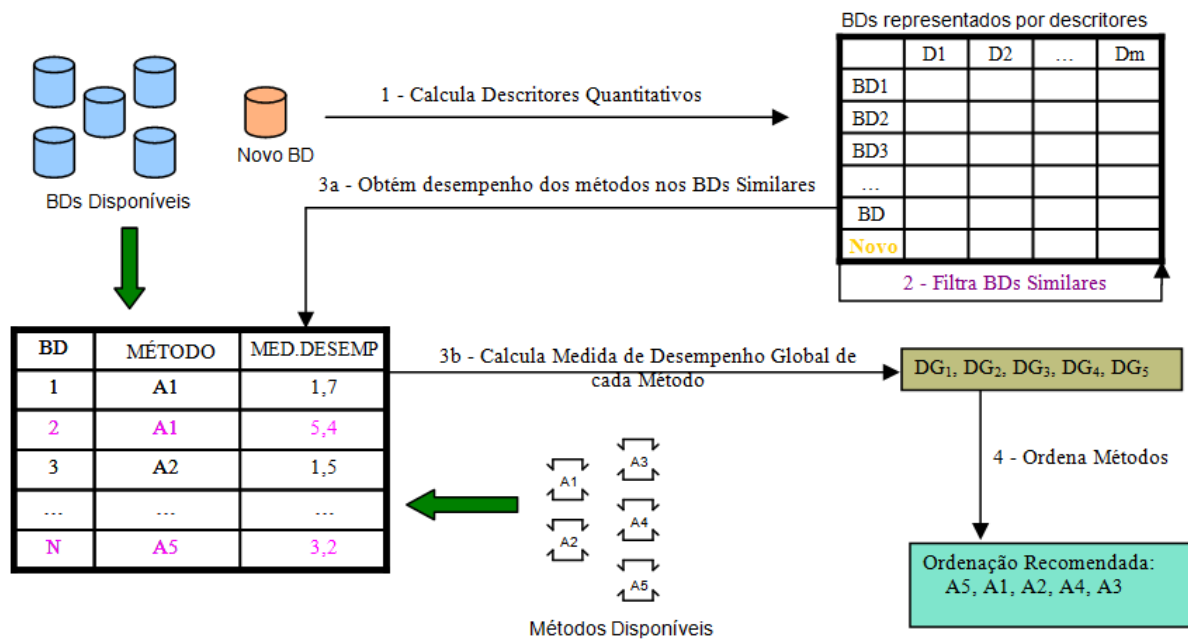 BDs representados por descritores
D1 D2 ... Dm
BD1
BD2
BD3
...
BD
Novo
1 - Calcula Descritores Quantitativos
Novo BD
BDs Disponíveis
3a - Obtém desempenho dos métodos nos BDs Similares
2 - Filtra BDs Similares
BD MÉTODO MED.DESEMP
1 A1 1,7
2 A1 5,4
3 A2 1,5
... ... ...
N A5 3,2
3b - Calcula Medida de Desempenho Global de
cada Método
DG₁, DG₂, DG₃, DG₄, DG₅
4 - Ordena Métodos
A1
A2
A3
A4
A5
Métodos Disponíveis
Ordenação Recomendada:
A5, A1, A2, A4, A3